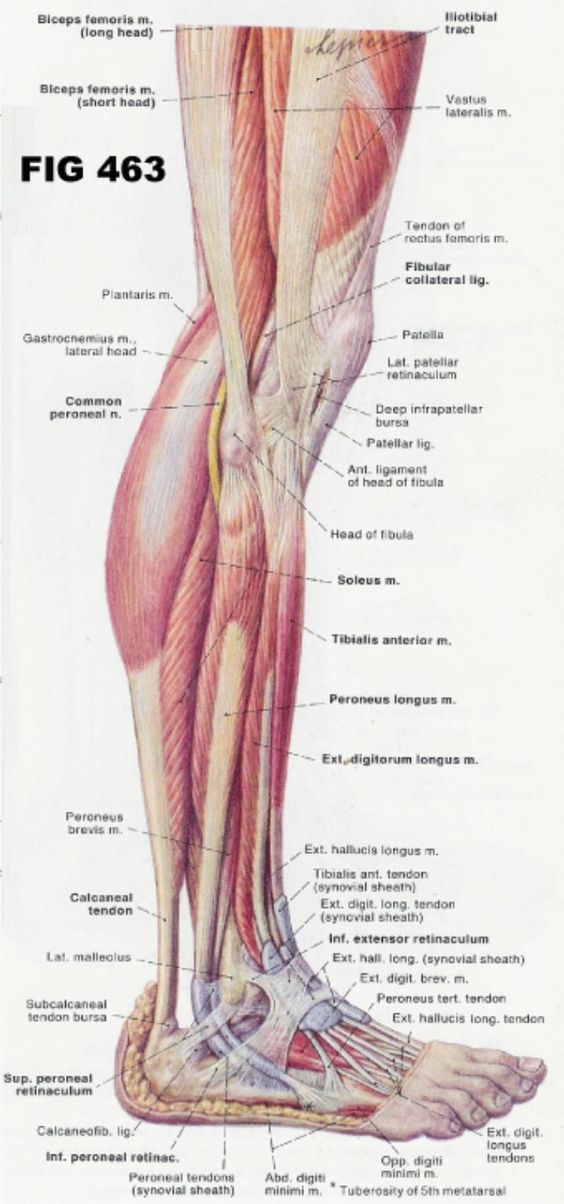 Biceps femoris m.
(long head)
Iliotibial
tract
Biceps femoris m.
(short head)
Vastus
lateralis m.
FIG 463
Tendon of
rectus femoris m.
Fibular
collateral lig.
Plantaris m.
Gastrocnemius m.,
lateral head
Patella
Lat. patellar
retinaculum
Common
peroneal n.
Deep infrapatellar
bursa
Patellar lig.
Ant. ligament
of head of fibula
Head of fibula
Soleus m.
Tibialis anterior m.
Peroneus longus m.
Ext. digitorum longus m.
Peroneus
brevis m.
Ext. hallucis longus m.
Tibialis ant. tendon
(synovial sheath)
Calcaneal
tendon
Ext. digit. long. tendon
(synovial sheath)
Inf. extensor retinaculum
Lat. malleolus
Ext. hall. long. (synovial sheath)
Ext. digit. brev. m.
Subcalcaneal
tendon bursa
Peroneus tert. tendon
Ext. hallucis long. tendon
Sup. peroneal
retinaculum
Calcaneofib. lig.
Inf. peroneal retinac.
Peroneal tendons
(synovial sheath)
Abd. digiti
minimi m.
*
Opp. digiti
minimi m.
Ext. digit.
longus
tendons
* Tuberosity of 5th metatarsal